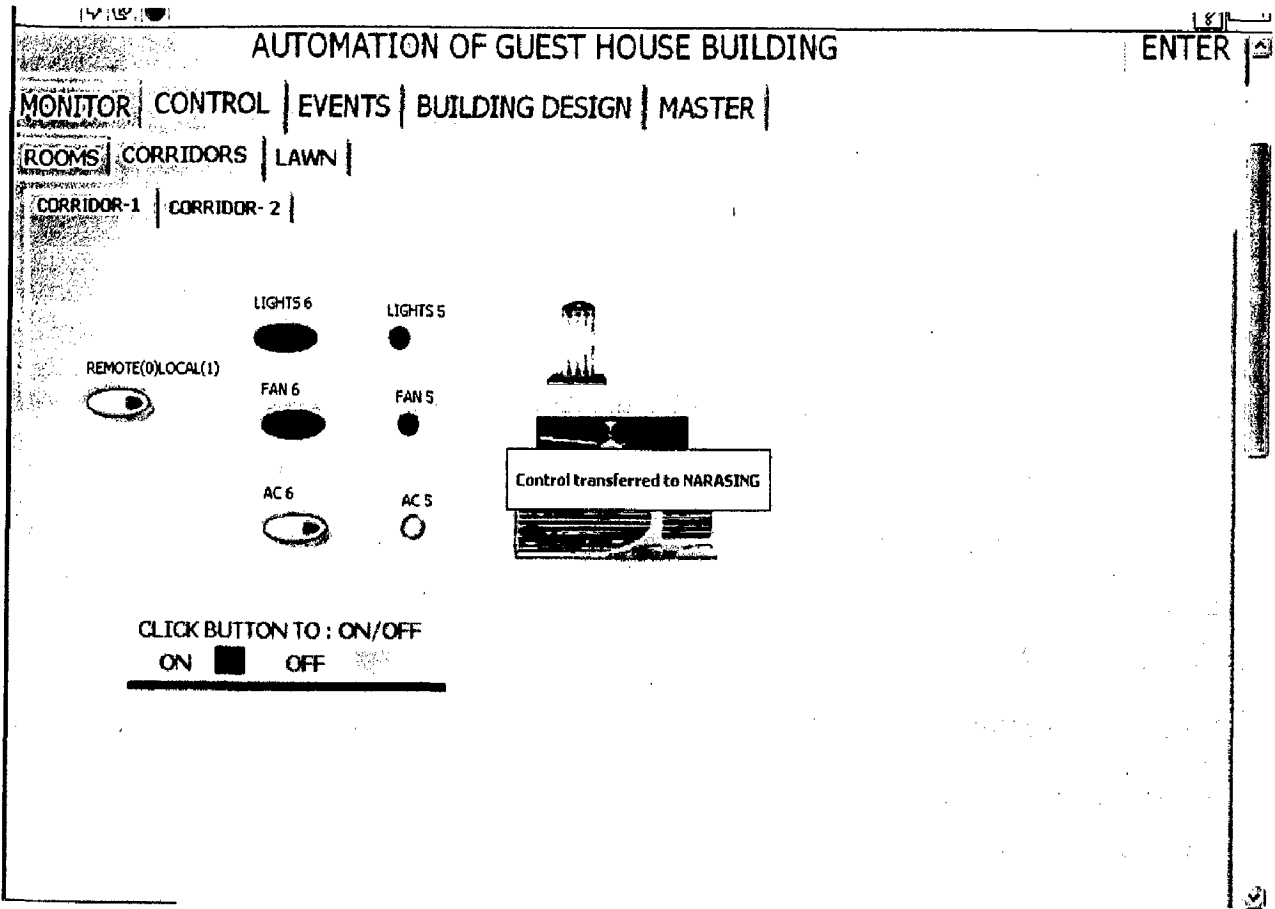 AUTOMATION OF GUEST HOUSE BUILDING
ENTER
MONITOR CONTROL EVENTS BUILDING DESIGN MASTER
ROOMS CORRIDORS LAWN
CORRIDOR-1 CORRIDOR- 2
LIGHTS 6 LIGHTS 5
REMOTE(0)LOCAL(1)
FAN 6 FAN 5
Control transferred to NARASING
AC 6 AC 5
CLICK BUTTON TO : ON/OFF
ON OFF